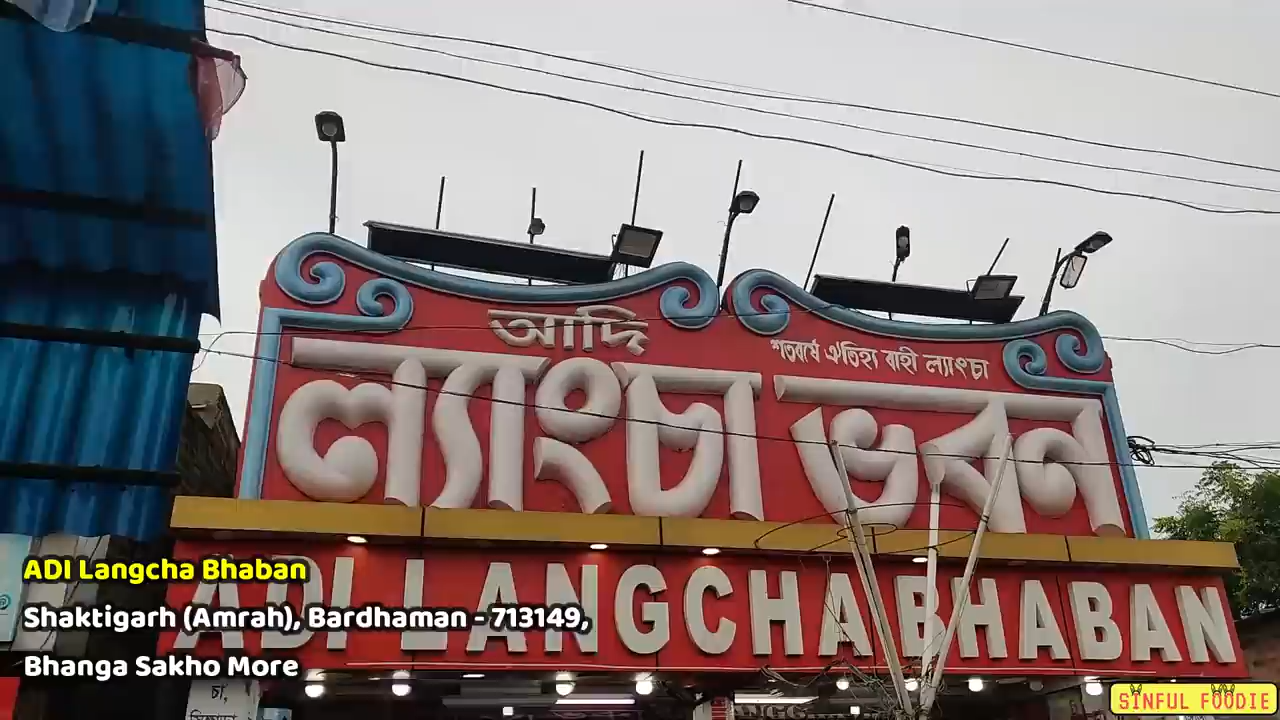 আদি
শতবর্ষে ঐতিহ্য বাহী ল্যাংচা
ল্যাংচা ভবন
ADI LANGCHA BHABAN
ADI Langcha Bhaban
Shaktigarh (Amrah), Bardhaman - 713149,
Bhanga Sakho More
SINFUL FOODIE